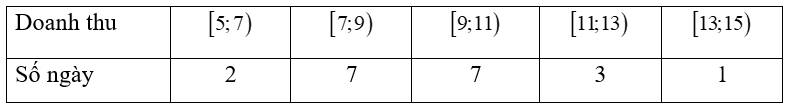 Doanh thu [5;7) [7;9) [9;11) [11;13) [13;15)
Số ngày 2 7 7 3 1